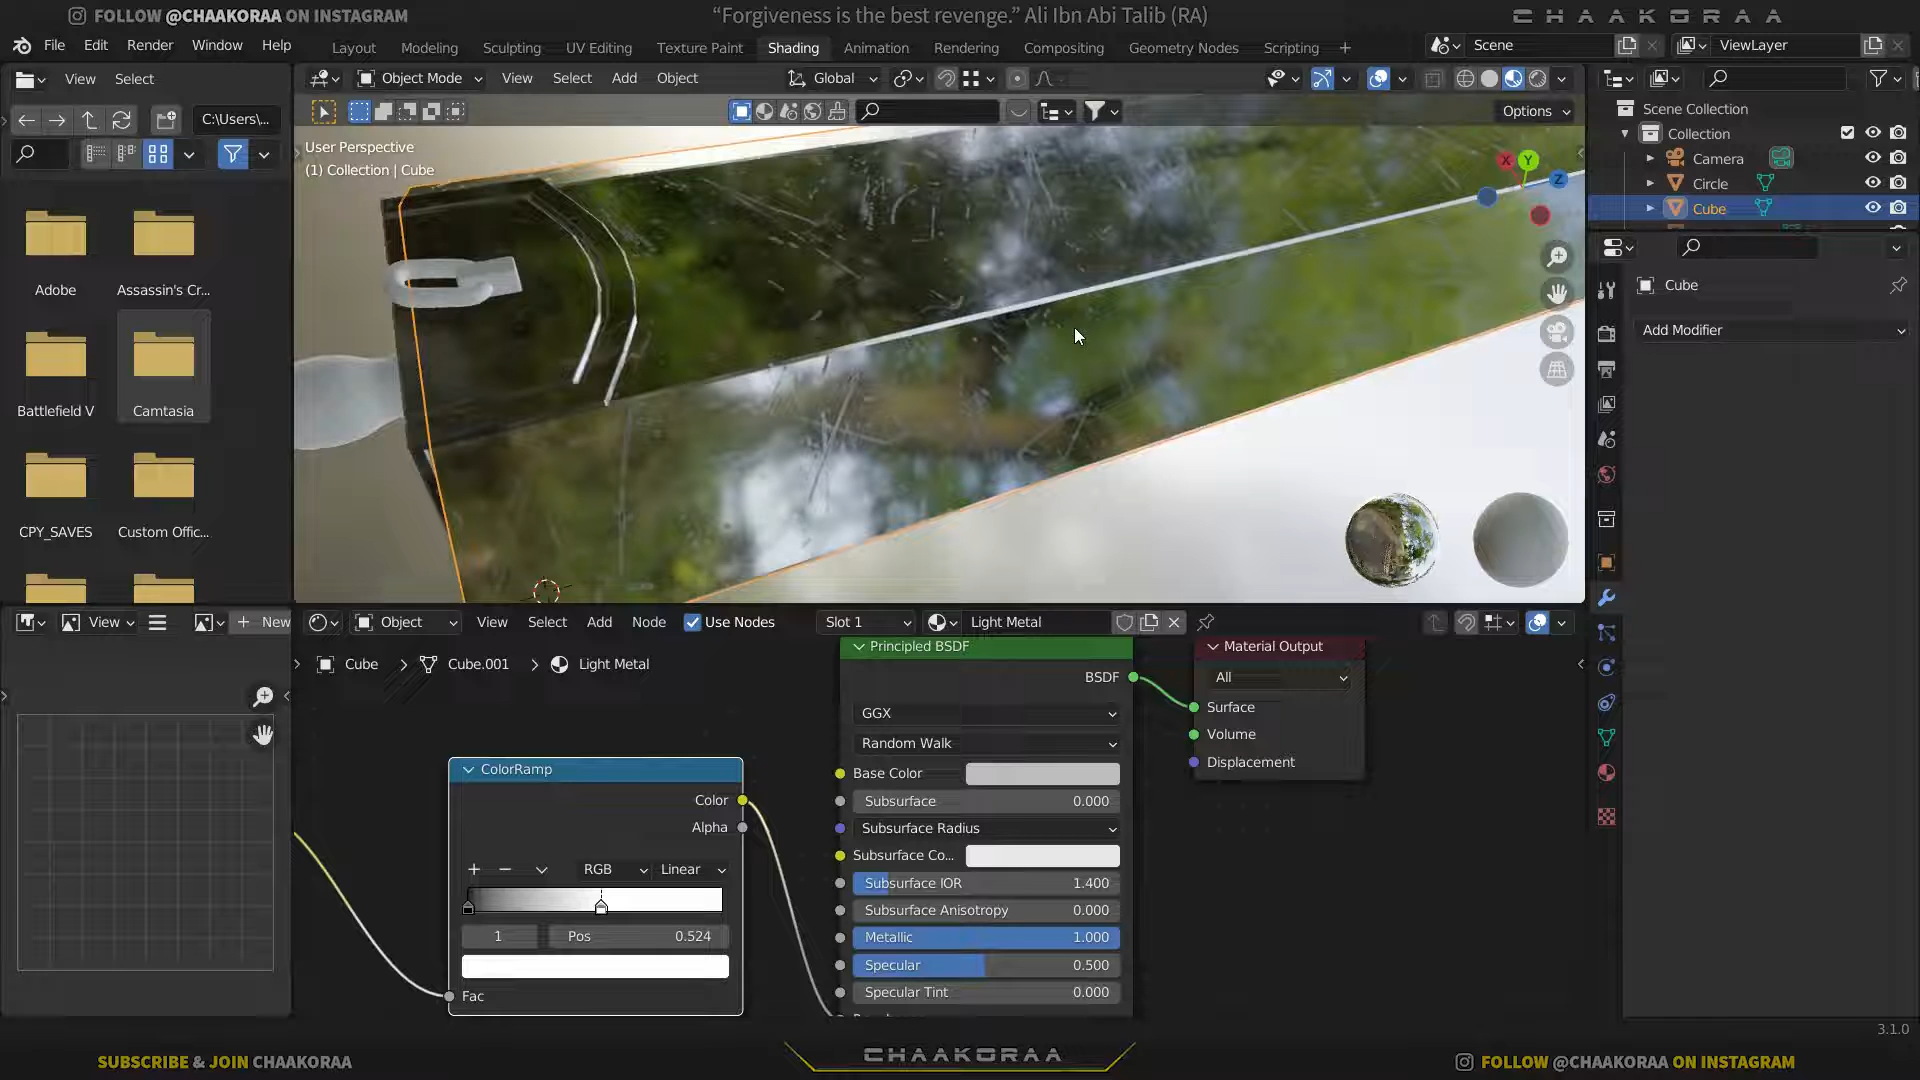 FOLLOW @CHAAKORAA ON INSTAGRAM
“Forgiveness is the best revenge.” Ali Ibn Abi Talib (RA)
CHAAKORAA
File Edit Render Window Help
Layout Modeling Sculpting UV Editing Texture Paint Shading Animation Rendering Compositing Geometry Nodes Scripting +
Scene
ViewLayer
View Select
Object Mode View Select Add Object Global
C:\Users\...
Options
User Perspective
(1) Collection | Cube
X Y Z
Scene Collection
Collection
Camera
Circle
Cube
Cube
Add Modifier
Adobe
Assassin's Cr...
Battlefield V
Camtasia
CPY_SAVES
Custom Offic...
View
New
Object View Select Add Node Use Nodes Slot 1 Light Metal
Cube > Cube.001 > Light Metal
Principled BSDF
BSDF
GGX
Random Walk
Base Color
Subsurface 0.000
Subsurface Radius
Subsurface Co...
Subsurface IOR 1.400
Subsurface Anisotropy 0.000
Metallic 1.000
Specular 0.500
Specular Tint 0.000
Material Output
All
Surface
Volume
Displacement
ColorRamp
Color
Alpha
RGB Linear
1 Pos 0.524
Fac
3.1.0
SUBSCRIBE & JOIN CHAAKORAA
CHAAKORAA
FOLLOW @CHAAKORAA ON INSTAGRAM